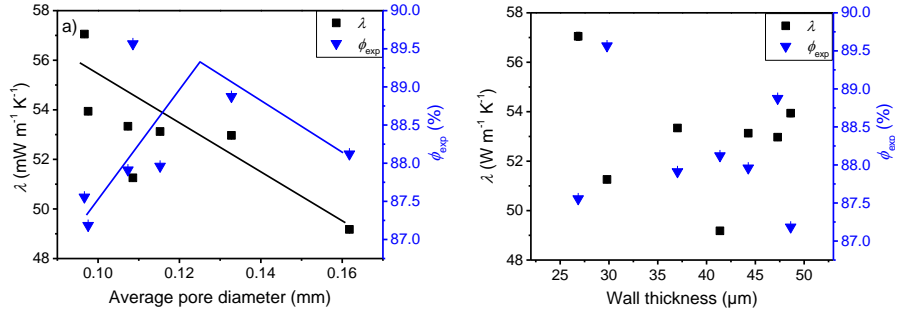 a)
λ
ϕexp
58
56
54
52
50
48
λ (mW m⁻¹ K⁻¹)
90.0
89.5
89.0
88.5
88.0
87.5
87.0
ϕexp (%)
0.10 0.12 0.14 0.16
Average pore diameter (mm)
λ
ϕexp
58
56
54
52
50
48
λ (W m⁻¹ K⁻¹)
90.0
89.5
89.0
88.5
88.0
87.5
87.0
ϕexp (%)
25 30 35 40 45 50
Wall thickness (μm)